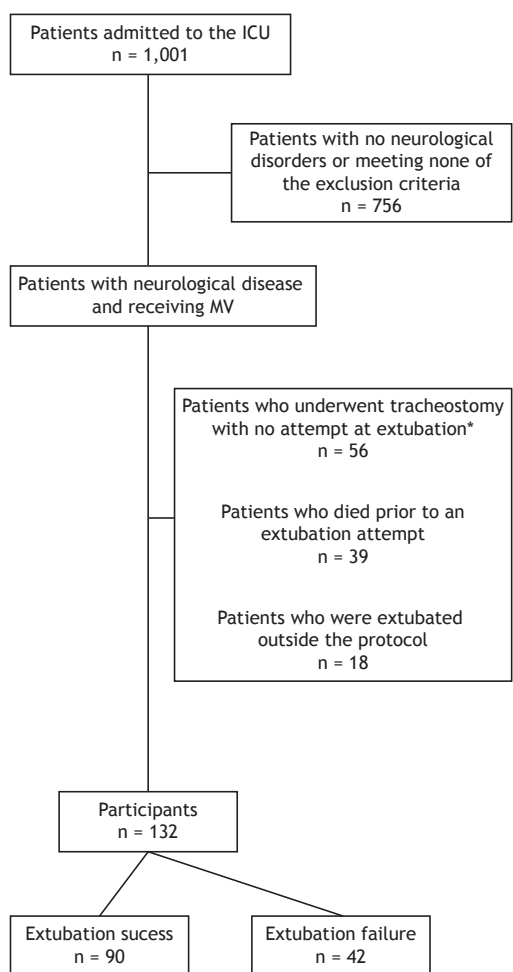 Patients admitted to the ICU
n = 1,001
Patients with no neurological
disorders or meeting none of
the exclusion criteria
n = 756
Patients with neurological disease
and receiving MV
Patients who underwent tracheostomy
with no attempt at extubation*
n = 56
Patients who died prior to an
extubation attempt
n = 39
Patients who were extubated
outside the protocol
n = 18
Participants
n = 132
Extubation sucess
n = 90
Extubation failure
n = 42